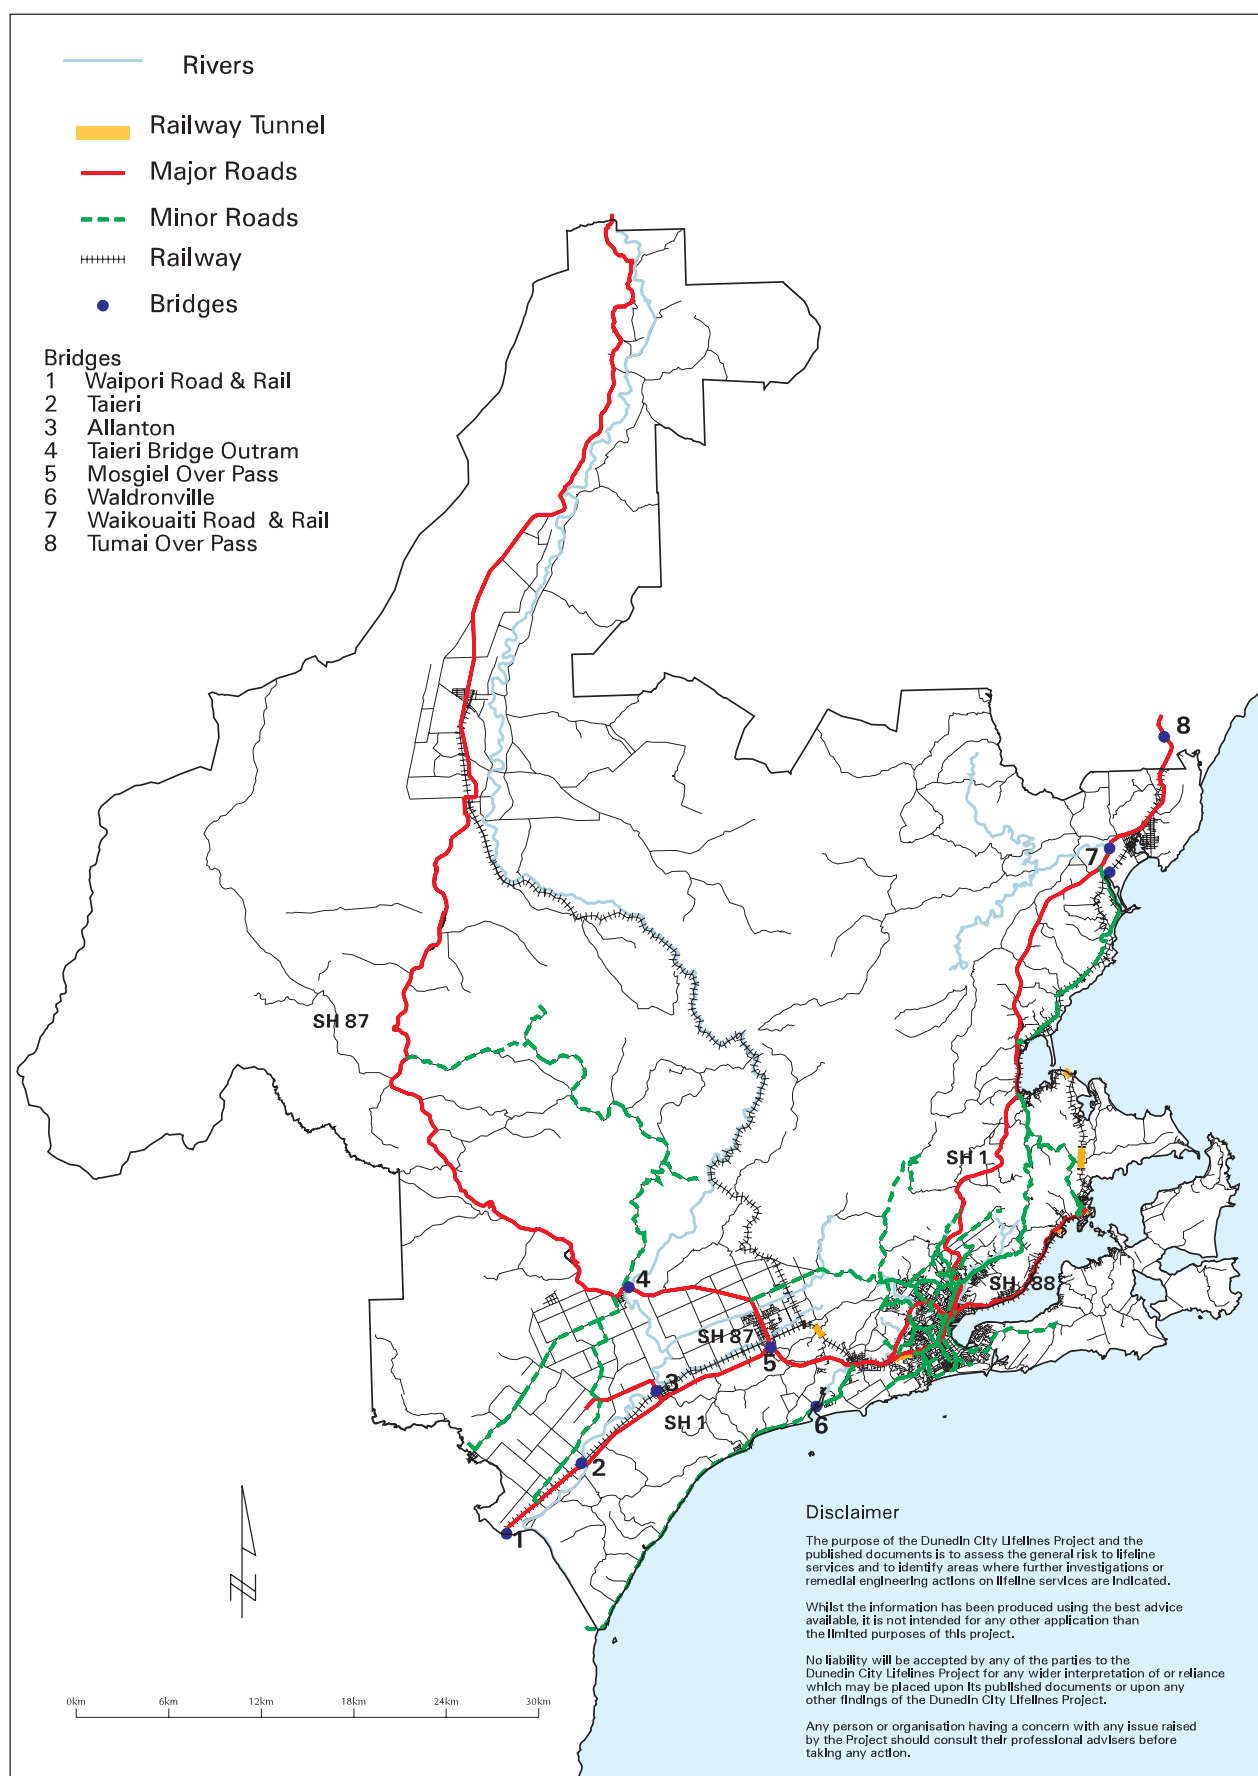 Rivers
Railway Tunnel
Major Roads
Minor Roads
Railway
Bridges
Bridges
1 Waipori Road & Rail
2 Taieri
3 Allanton
4 Taieri Bridge Outram
5 Mosgiel Over Pass
6 Waldronville
7 Waikouaiti Road & Rail
8 Tumai Over Pass
8
7
SH 87
SH 1
4
SH 88
SH 87
5
3
SH 1
6
2
1
N
0km 6km 12km 18km 24km 30km
Disclaimer
The purpose of the Dunedin City Lifelines Project and the
published documents is to assess the general risk to lifeline
services and to identify areas where further investigations or
remedial engineering actions on lifeline services are indicated.
Whilst the information has been produced using the best advice
available, it is not intended for any other application than
the limited purposes of this project.
No liability will be accepted by any of the parties to the
Dunedin City Lifelines Project for any wider interpretation of or reliance
which may be placed upon its published documents or upon any
other findings of the Dunedin City Lifelines Project.
Any person or organisation having a concern with any issue raised
by the Project should consult their professional advisers before
taking any action.